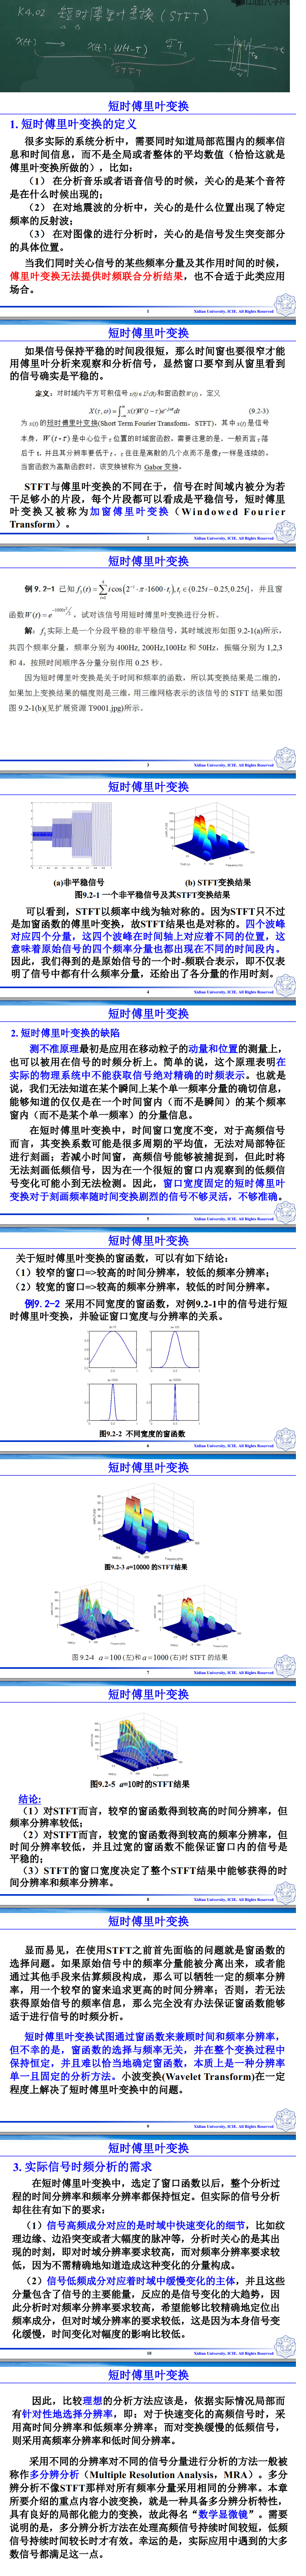 K4.02 短时傅里叶变换(STFT)
x(t) → x(t)·W(t-τ) FT
STFT
短时傅里叶变换
1. 短时傅里叶变换的定义
很多实际的系统分析中，需要同时知道局部范围内的频率信
息和时间信息，而不是全局或者整体的平均数值（恰恰这就是
傅里叶变换所做的），比如：
（1）在分析音乐或者语音信号的时候，关心的是某个音符
是在什么时候出现的；
（2）在对地震波的分析中，关心的是什么位置出现了特定
频率的反射波；
（3）在对图像的进行分析时，关心的是信号发生突变部分
的具体位置。
当我们同时关心信号的某些频率分量及其作用的时间的时候，
傅里叶变换无法提供时频联合分析结果，也不合适于此类应用
场合。
1 Xidian University, ICIE. All Rights Reserved
短时傅里叶变换
如果信号保持平稳的时间很短，那么时间窗也要很窄才能
用傅里叶分析来观察和分析信号，显然窗口要窄到从窗里看到
的信号确实是平稳的。
定义：对时域内平方可积信号 x(t)∈L²(R)和窗函数W(t)，定义
X(τ,ω)=∫x(t)W*(t−τ)e^{-jωt}dt (9.2-3)
为 x(t) 的短时傅里叶变换(Short Term Fourier Transform，STFT)，其中 x(t) 是信号
本身，W(t-τ) 是中心位于 τ 位置的时域窗函数，需要注意的是，一般而言 τ 落
后于 t，并且其分辨率要低于 t，τ 往往是离散的几个点而不是像 t 一样是连续的。
当窗函数为高斯函数时，该变换被称为 Gabor 变换。
STFT与傅里叶变换的不同在于，信号在时间域内被分为若
干足够小的片段，每个片段都可以看成是平稳信号，短时傅里
叶变换又被称为加窗傅里叶变换（Windowed Fourier
Transform）。
2 Xidian University, ICIE. All Rights Reserved
短时傅里叶变换
函数W(t)=e^{-1000t²/2}，试对该信号用短时傅里叶变换进行分析。
解：f₃实际上是一个分段平稳的非平稳信号，其时域波形如图 9.2-1(a)所示，
共四个频率分量，频率分别为 400Hz, 200Hz,100Hz 和 50Hz，振幅分别为 1,2,3
和 4，按照时间顺序各分量分别作用 0.25 秒。
因为短时傅里叶变换是关于时间和频率的函数，所以其变换结果是二维的，
如果加上变换结果的幅度则是三维，用三维网格表示的该信号的 STFT 结果如图
图 9.2-1(b)(见扩展资源 T9001.jpg)所示。
3 Xidian University, ICIE. All Rights Reserved
短时傅里叶变换
(a)非平稳信号 (b) STFT变换结果
图9.2-1 一个非平稳信号及其STFT变换结果
可以看到，STFT以频率中线为轴对称的。因为STFT只不过
是加窗函数的傅里叶变换，故STFT结果也是对称的。四个波峰
对应四个分量，这四个波峰在时间轴上对应着不同的位置，这
意味着原始信号的四个频率分量也都出现在不同的时间段内。
因此，我们得到的是原始信号的一个时-频联合表示，即不仅表
明了信号中都有什么频率分量，还给出了各分量的作用时刻。
4 Xidian University, ICIE. All Rights Reserved
短时傅里叶变换
2. 短时傅里叶变换的缺陷
测不准原理最初是应用在移动粒子的动量和位置的测量上，
也可以被用在信号的时频分析上。简单的说，这个原理表明在
实际的物理系统中不能获取信号绝对精确的时频表示。也就是
说，我们无法知道在某个瞬间上某个单一频率分量的确切信息，
能够知道的仅仅是在一个时间窗内（而不是瞬间）的某个频率
窗内（而不是某个单一频率）的分量信息。
在短时傅里叶变换中，时间窗口宽度不变，对于高频信号
而言，其变换系数可能是很多周期的平均值，无法对局部特征
进行刻画；若减小时间窗，高频信号能够被捕捉到，但此时将
无法刻画低频信号，因为在一个很短的窗口内观察到的低频信
号变化可能小到无法检测。因此，窗口宽度固定的短时傅里叶
变换对于刻画频率随时间变换剧烈的信号不够灵活，不够准确。
5 Xidian University, ICIE. All Rights Reserved
短时傅里叶变换
关于短时傅里叶变换的窗函数，可以有如下结论：
（1）较窄的窗口=>较高的时间分辨率，较低的频率分辨率；
（2）较宽的窗口=>较高的频率分辨率，较低的时间分辨率。
例9.2-2 采用不同宽度的窗函数，对例9.2-1中的信号进行短
时傅里叶变换，并验证窗口宽度与分辨率的关系。
图9.2-2 不同宽度的窗函数
6 Xidian University, ICIE. All Rights Reserved
短时傅里叶变换
图9.2-3 a=10000 的STFT结果
图 9.2-4 a=100 (左)和 a=1000 (右)时 STFT 的结果
7 Xidian University, ICIE. All Rights Reserved
短时傅里叶变换
图9.2-5 a=10时的STFT结果
结论：
（1）对STFT而言，较窄的窗函数得到较高的时间分辨率，但
频率分辨率较低；
（2）对STFT而言，较宽的窗函数得到较高的频率分辨率，但
时间分辨率较低，并且过宽的窗函数不能保证窗口内的信号是
平稳的；
（3）STFT的窗口宽度决定了整个STFT结果中能够获得的时
间分辨率和频率分辨率。
8 Xidian University, ICIE. All Rights Reserved
短时傅里叶变换
显而易见，在使用STFT之前首先面临的问题就是窗函数的
选择问题。如果原始信号中的频率分量能被分离出来，或者能
通过其他手段来估算频段构成，那么可以牺牲一定的频率分辨
率，用一个较窄的窗来追求更高的时间分辨率；否则，若无法
获得原始信号的频率信息，那么完全没有办法保证窗函数能够
适于进行信号的时频分析。
短时傅里叶变换试图通过窗函数来兼顾时间和频率分辨率，
但不幸的是，窗函数的选择与频率无关，并在整个变换过程中
保持恒定，并且难以恰当地确定窗函数，本质上是一种分辨率
单一且固定的分析方法。小波变换(Wavelet Transform)在一定
程度上解决了短时傅里叶变换中的问题。
9 Xidian University, ICIE. All Rights Reserved
短时傅里叶变换
3. 实际信号时频分析的需求
在短时傅里叶变换中，选定了窗口函数以后，整个分析过
程的时间分辨率和频率分辨率都保持恒定。但实际的信号分析
却往往有如下的要求：
（1）信号高频成分对应的是时域中快速变化的细节，比如纹
理边缘、边沿突变或者大幅度的脉冲等，分析时关心的是其出
现的时刻，即对时域分辨率要求较高，而对频率分辨率要求较
低，因为不需精确地知道造成这种变化的分量构成。
（2）信号低频成分对应着时域中缓慢变化的主体，并且这些
分量包含了信号的主要能量，反应的是信号变化的大趋势，因
此分析时对频率分辨率要求较高，希望能够比较精确地定位出
频率成分，但对时域分辨率的要求较低，这是因为本身信号变
化缓慢，时间变化对幅度的影响比较低。
10 Xidian University, ICIE. All Rights Reserved
短时傅里叶变换
因此，比较理想的分析方法应该是，依据实际情况局部而
有针对性地选择分辨率，即：对于快速变化的高频信号时，采
用高时间分辨率和低频率分辨率；而对变换缓慢的低频信号，
则采用高频率分辨率和低时间分辨率。
采用不同的分辨率对不同的信号分量进行分析的方法一般被
称作多分辨分析（Multiple Resolution Analysis，MRA）。多分
辨分析不像STFT那样对所有频率分量采用相同的分辨率。本章
所要介绍的重点内容小波变换，就是一种具备多分辨分析特性，
具有良好的局部化能力的变换，故此得名“数学显微镜”。需要
说明的是，多分辨分析方法在处理高频信号持续时间较短，低频
信号持续时间较长时才有效。幸运的是，实际应用中遇到的大多
数信号都满足这一点。